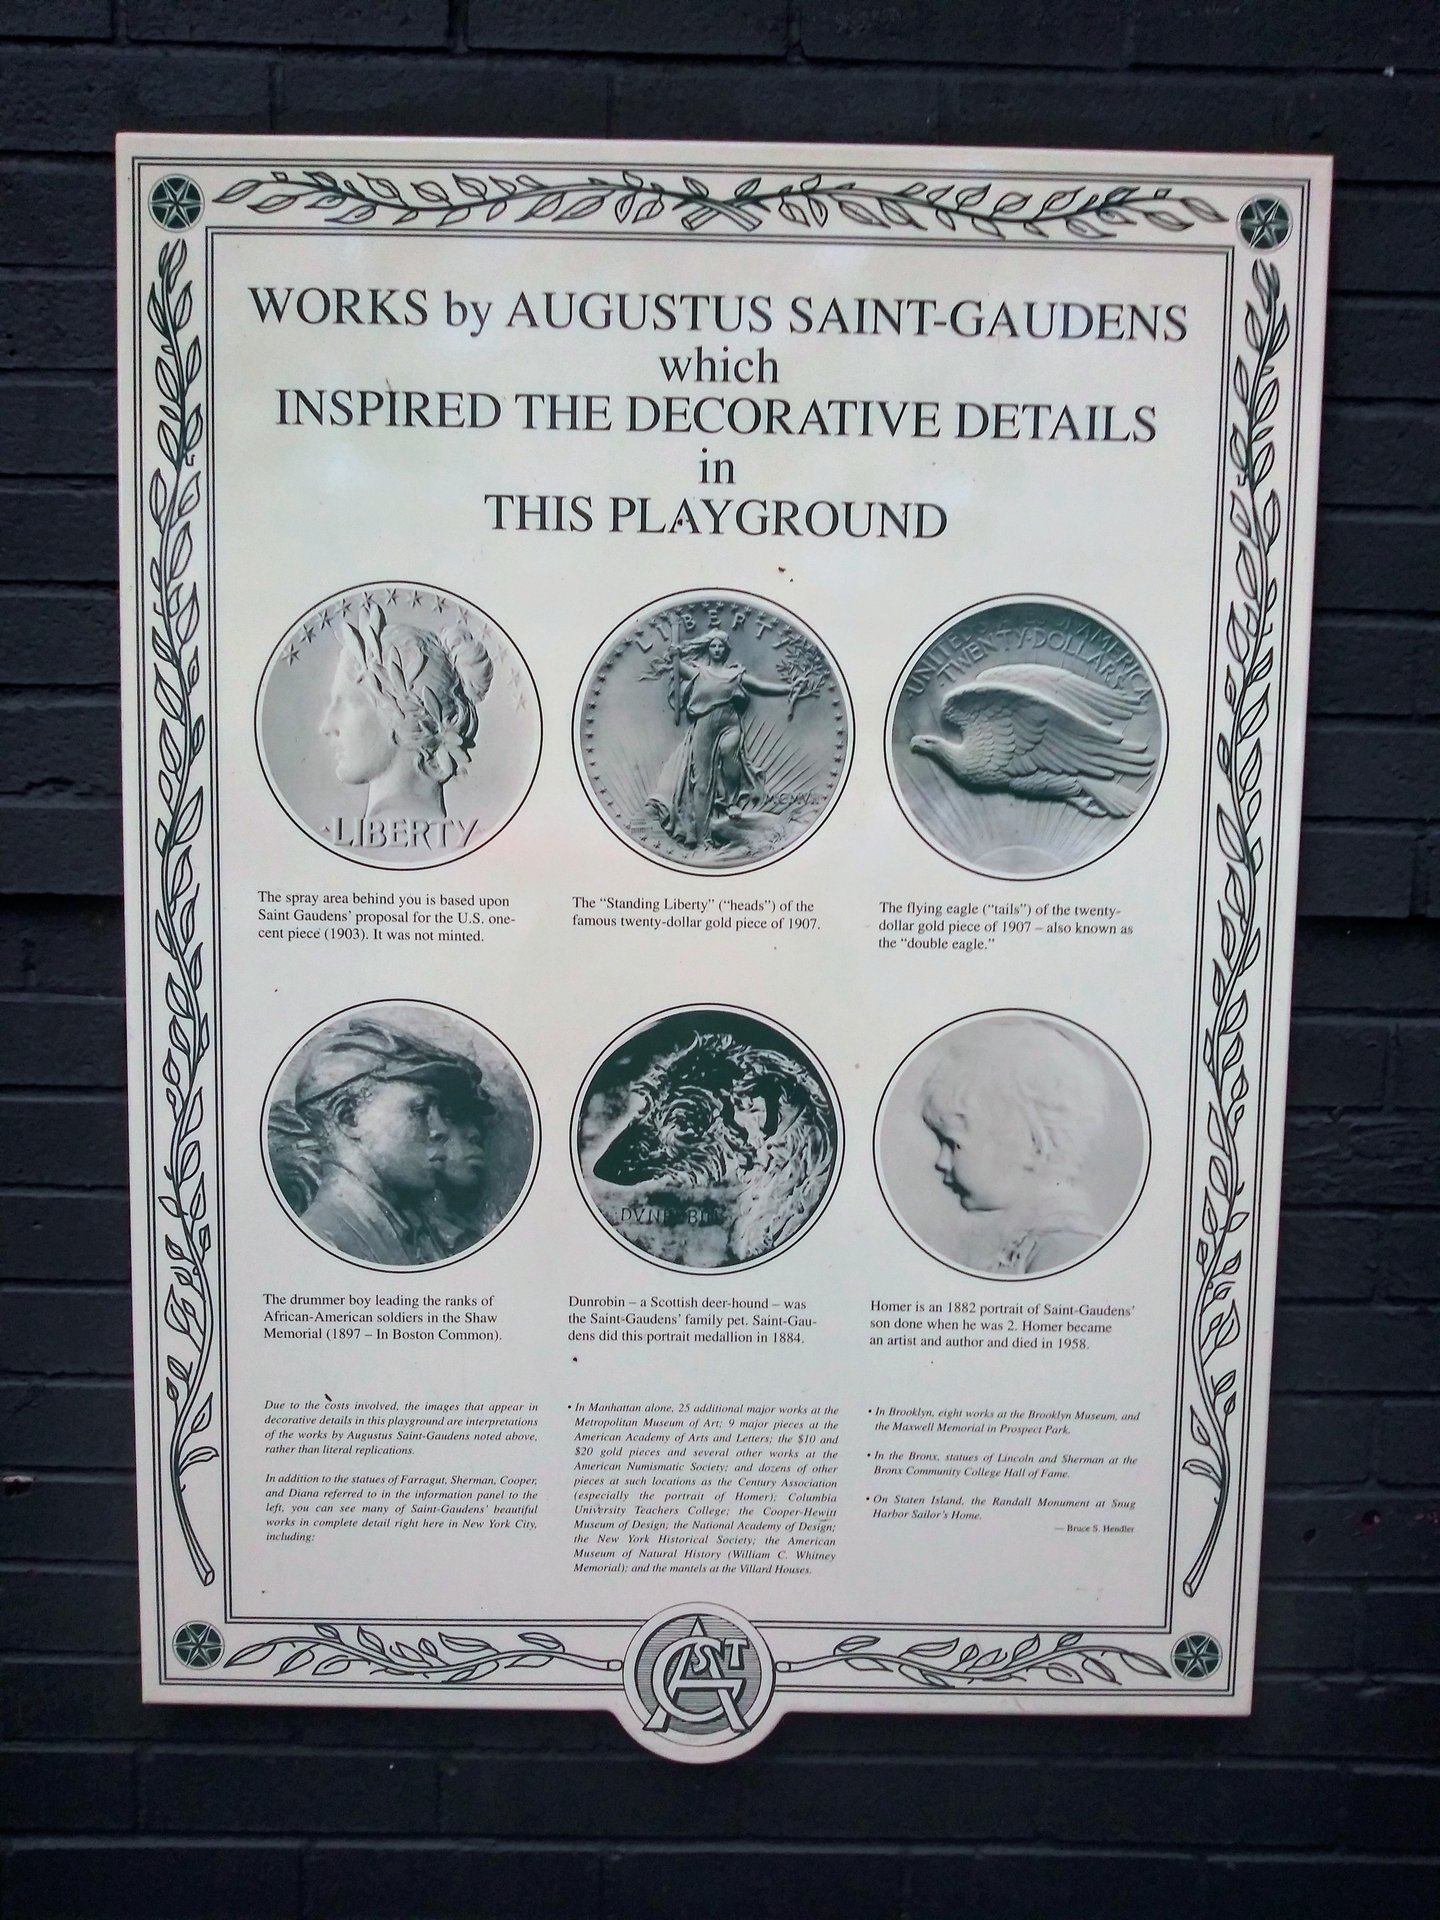 WORKS by AUGUSTUS SAINT-GAUDENS
which
INSPIRED THE DECORATIVE DETAILS
in
THIS PLAYGROUND
LIBERTY
LIBERTY
MCMVII
UNITED STATES OF AMERICA
TWENTY·DOLLARS
The spray area behind you is based upon
Saint Gaudens' proposal for the U.S. one-
cent piece (1903). It was not minted.
The “Standing Liberty” (“heads”) of the
famous twenty-dollar gold piece of 1907.
The flying eagle (“tails”) of the twenty-
dollar gold piece of 1907 – also known as
the “double eagle.”
The drummer boy leading the ranks of
African-American soldiers in the Shaw
Memorial (1897 – In Boston Common).
Dunrobin – a Scottish deer-hound – was
the Saint-Gaudens' family pet. Saint-Gau-
dens did this portrait medallion in 1884.
Homer is an 1882 portrait of Saint-Gaudens'
son done when he was 2. Homer became
an artist and author and died in 1958.
Due to the costs involved, the images that appear in
decorative details in this playground are interpretations
of the works by Augustus Saint-Gaudens noted above,
rather than literal replications.
In addition to the statues of Farragut, Sherman, Cooper,
and Diana referred to in the information panel to the
left, you can see many of Saint-Gaudens' beautiful
works in complete detail right here in New York City,
including:
• In Manhattan alone, 25 additional major works at the
Metropolitan Museum of Art; 9 major pieces at the
American Academy of Arts and Letters; the $10 and
$20 gold pieces and several other works at the
American Numismatic Society; and dozens of other
pieces at such locations as the Century Association
(especially the portrait of Homer); Columbia
University Teachers College; the Cooper-Hewitt
Museum of Design; the National Academy of Design;
the New York Historical Society; the American
Museum of Natural History (William C. Whitney
Memorial); and the mantels at the Villard Houses.
• In Brooklyn, eight works at the Brooklyn Museum, and
the Maxwell Memorial in Prospect Park.
• In the Bronx, statues of Lincoln and Sherman at the
Bronx Community College Hall of Fame.
• On Staten Island, the Randall Monument at Snug
Harbor Sailor's Home.
— Bruce S. Hendler